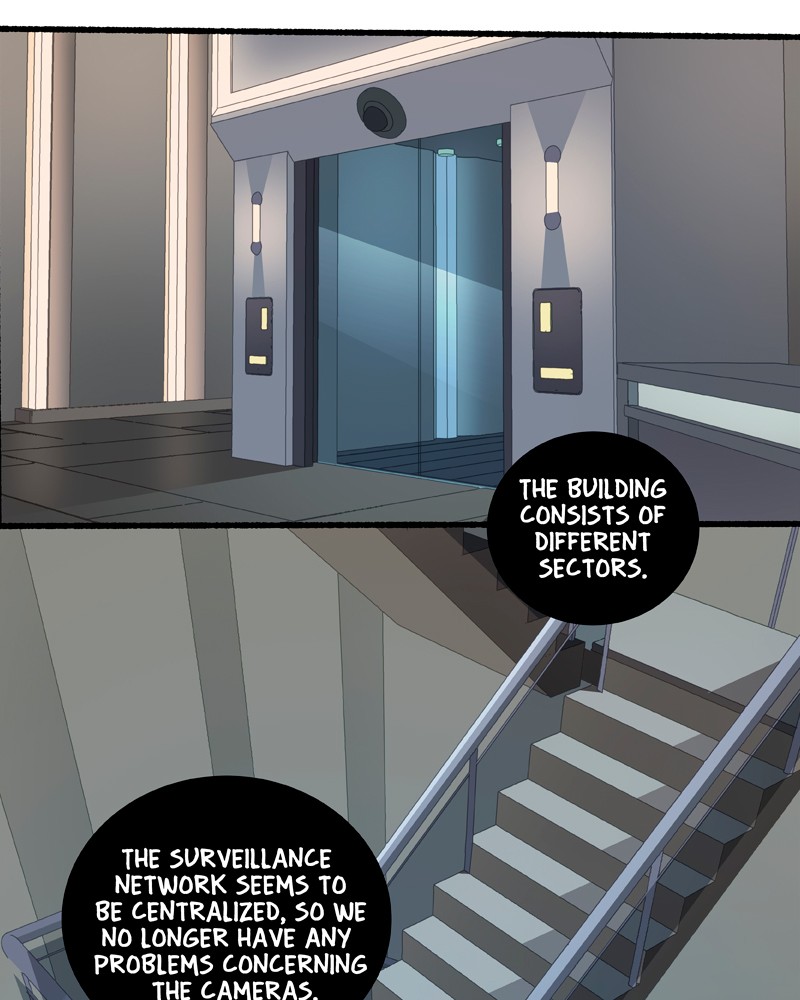 THE BUILDING
CONSISTS OF
DIFFERENT
SECTORS.
THE SURVEILLANCE
NETWORK SEEMS TO
BE CENTRALIZED, SO WE
NO LONGER HAVE ANY
PROBLEMS CONCERNING
THE CAMERAS.